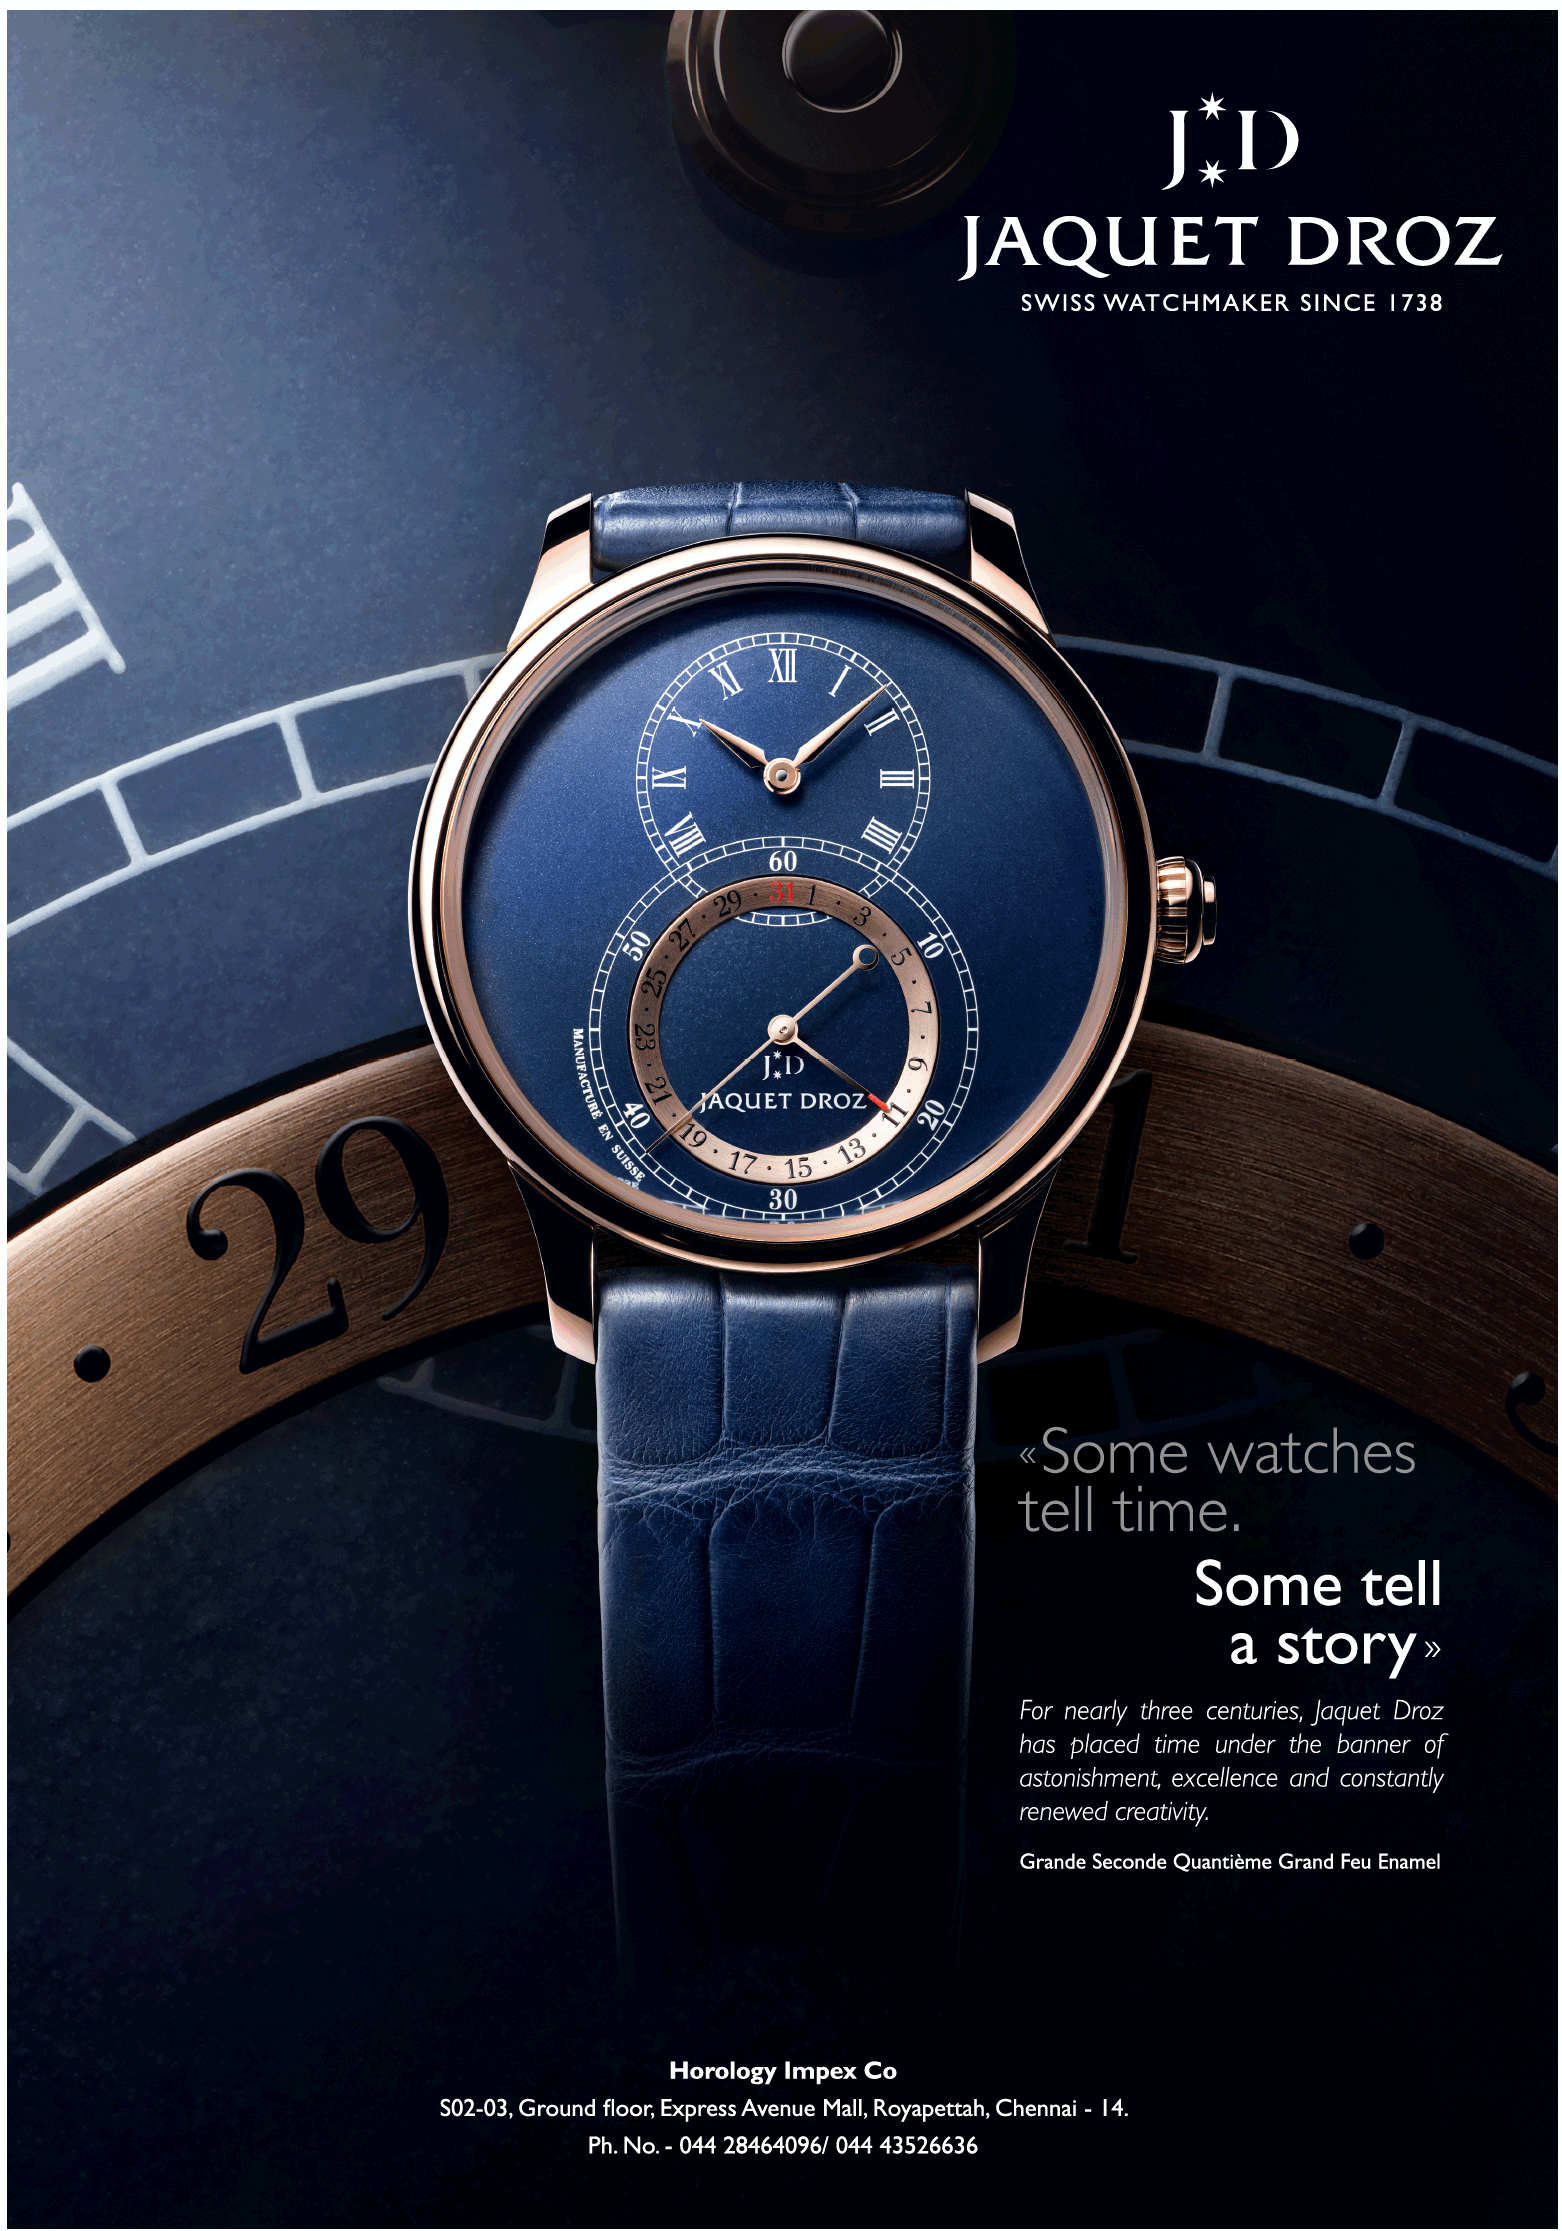 J D
JAQUET DROZ
SWISS WATCHMAKER SINCE 1738
XII
I
II
III
IIII
VIII
IX
X
XI
60
10
20
30
40
50
31 1 · 3 · 5 · 7 · 9 · 11 · 13 · 15 · 17 · 19 · 21 · 23 · 25 · 27 · 29 ·
J D
JAQUET DROZ
MANUFACTURÉ EN SUISSE
29
1
«Some watches
tell time.
Some tell
a story»
For nearly three centuries, Jaquet Droz
has placed time under the banner of
astonishment, excellence and constantly
renewed creativity.
Grande Seconde Quantième Grand Feu Enamel
Horology Impex Co
S02-03, Ground floor, Express Avenue Mall, Royapettah, Chennai - 14.
Ph. No. - 044 28464096/ 044 43526636